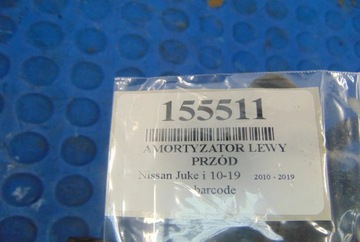 155511
AMORTYZATOR LEWY
PRZÓD
Nissan Juke i 10-19 2010 - 2019
barcode